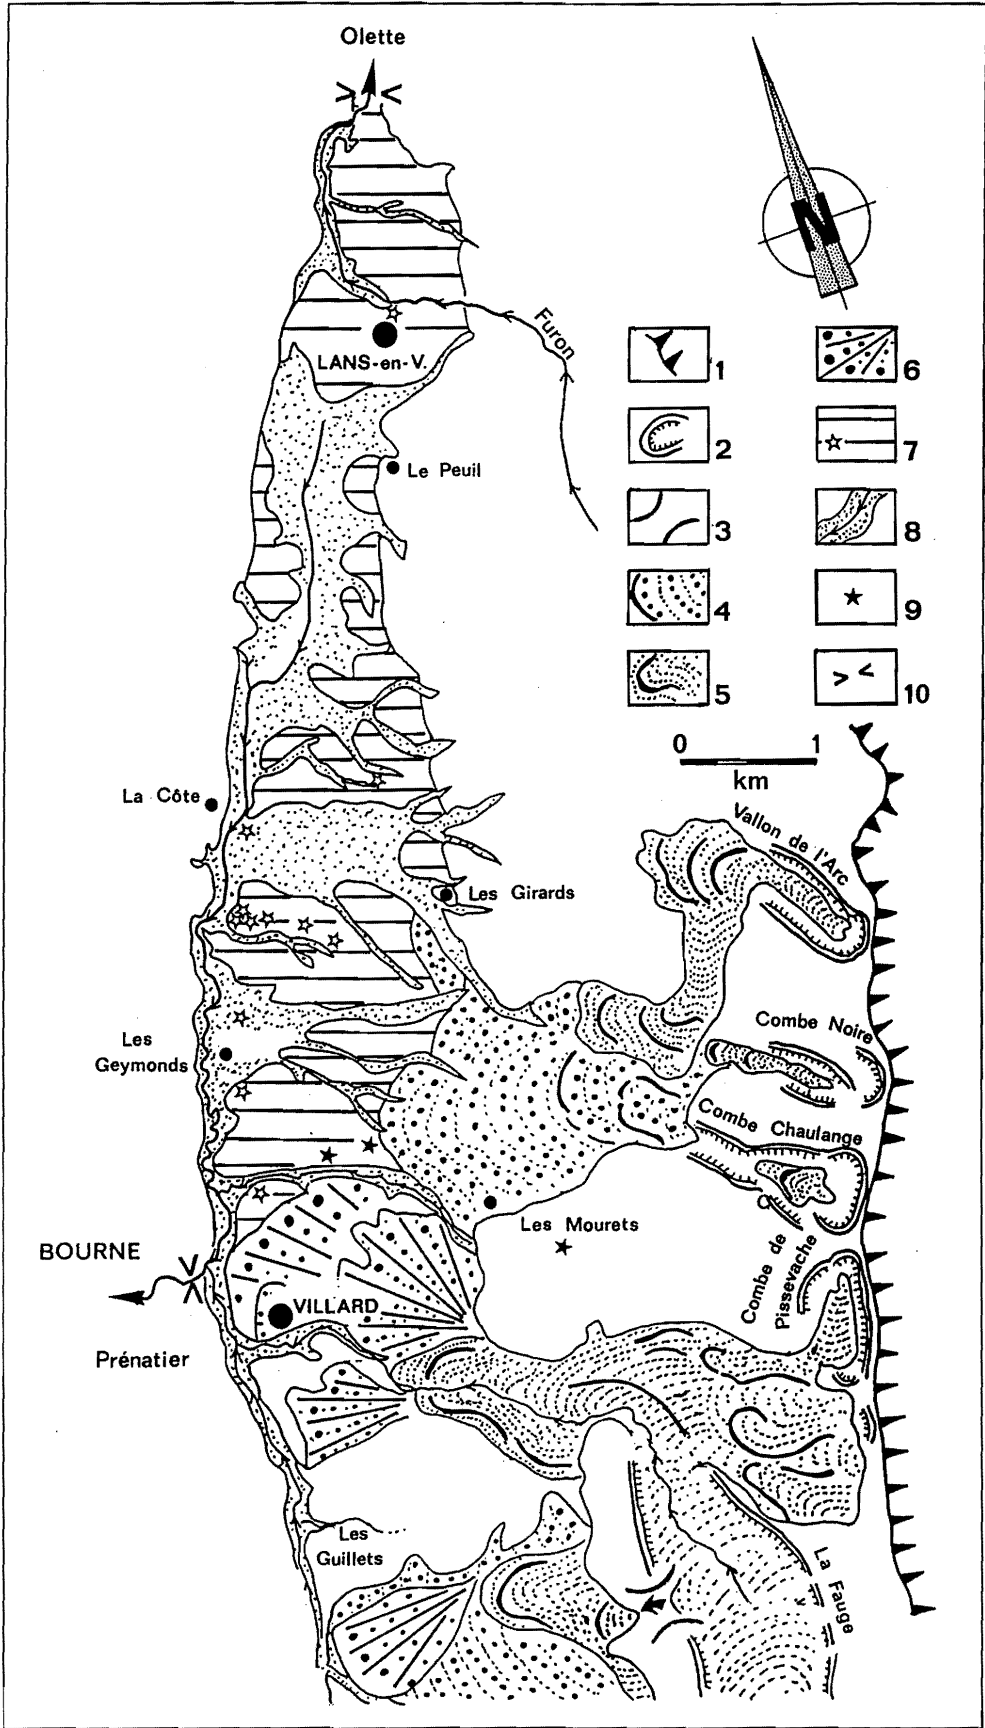 Olette
N
Furon
LANS-en-V.
Le Peuil
1
2
3
4
5
6
7
8
9
10
0 1
km
La Côte
Vallon de l'Arc
Les Girards
Combe Noire
Les
Geymonds
Combe Chaulange
Les Mourets
BOURNE
Combe de
Pissevache
VILLARD
Prénatier
Les
Guillets
La Fauge